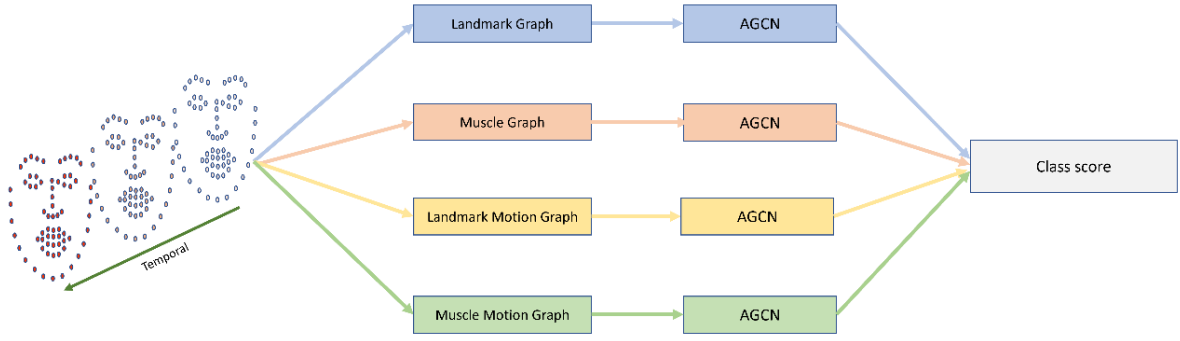 Landmark Graph
AGCN
Muscle Graph
AGCN
Class score
Landmark Motion Graph
AGCN
Temporal
Muscle Motion Graph
AGCN